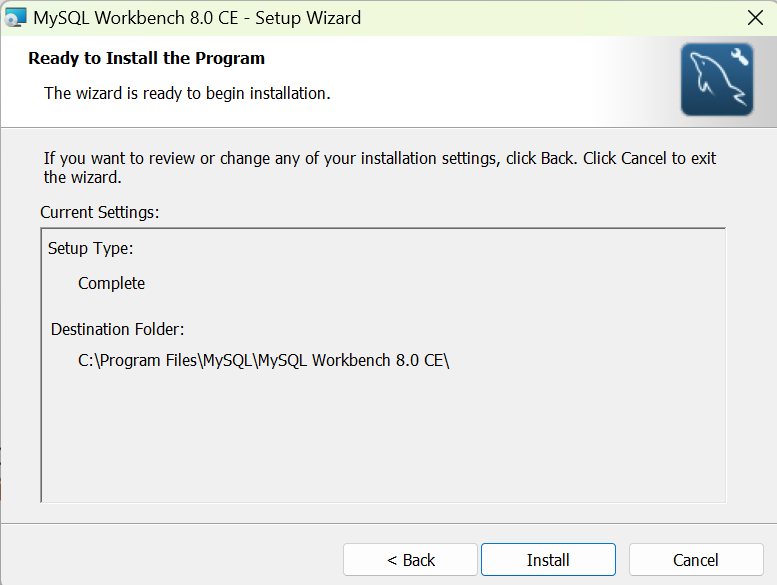 MySQL Workbench 8.0 CE - Setup Wizard
Ready to Install the Program
The wizard is ready to begin installation.
If you want to review or change any of your installation settings, click Back. Click Cancel to exit
the wizard.
Current Settings:
Setup Type:
Complete
Destination Folder:
C:\Program Files\MySQL\MySQL Workbench 8.0 CE\
< Back
Install
Cancel